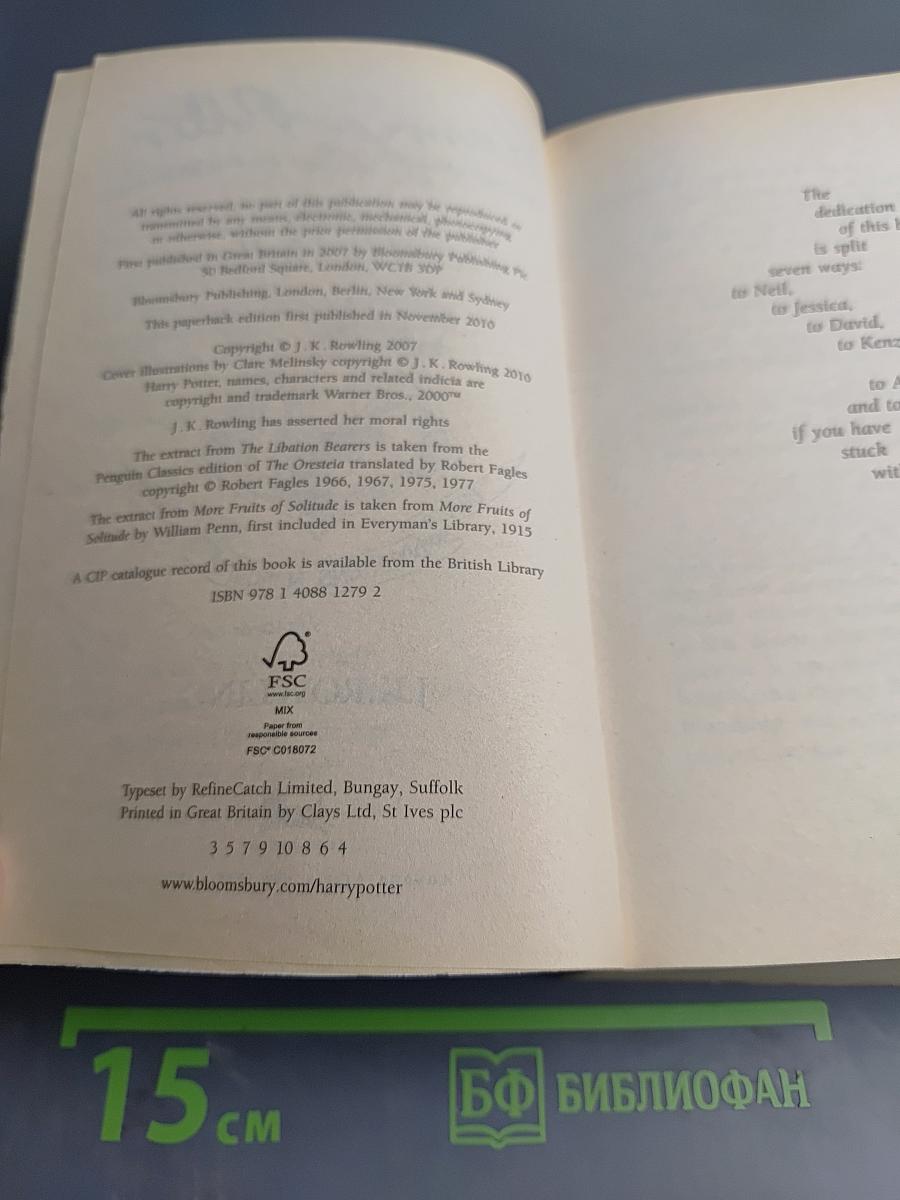 All rights reserved, no part of this publication may be reproduced or
transmitted by any means, electronic, mechanical, photocopying
or otherwise, without the prior permission of the publisher
First published in Great Britain in 2007 by Bloomsbury Publishing Plc
50 Bedford Square, London, WC1B 3DP
Bloomsbury Publishing, London, Berlin, New York and Sydney
This paperback edition first published in November 2010
Copyright © J.K.Rowling 2007
Cover illustrations by Clare Melinsky copyright © J.K.Rowling 2010
Harry Potter, names, characters and related indicia are
copyright and trademark Warner Bros., 2000™
J.K.Rowling has asserted her moral rights
The extract from The Libation Bearers is taken from the
Penguin Classics edition of The Oresteia translated by Robert Fagles
copyright © Robert Fagles 1966, 1967, 1975, 1977
The extract from More Fruits of Solitude is taken from More Fruits of
Solitude by William Penn, first included in Everyman's Library, 1915
A CIP catalogue record of this book is available from the British Library
ISBN 978 1 4088 1279 2
FSC®
www.fsc.org
MIX
Paper from
responsible sources
FSC® C018072
Typeset by RefineCatch Limited, Bungay, Suffolk
Printed in Great Britain by Clays Ltd, St Ives plc
3 5 7 9 10 8 6 4
www.bloomsbury.com/harrypotter
The
dedication
of this
is split
seven ways:
to Neil,
to Jessica,
to David,
to Kenz
to A
and to
if you have
stuck
with
15 см
БФ БИБЛИОФАН